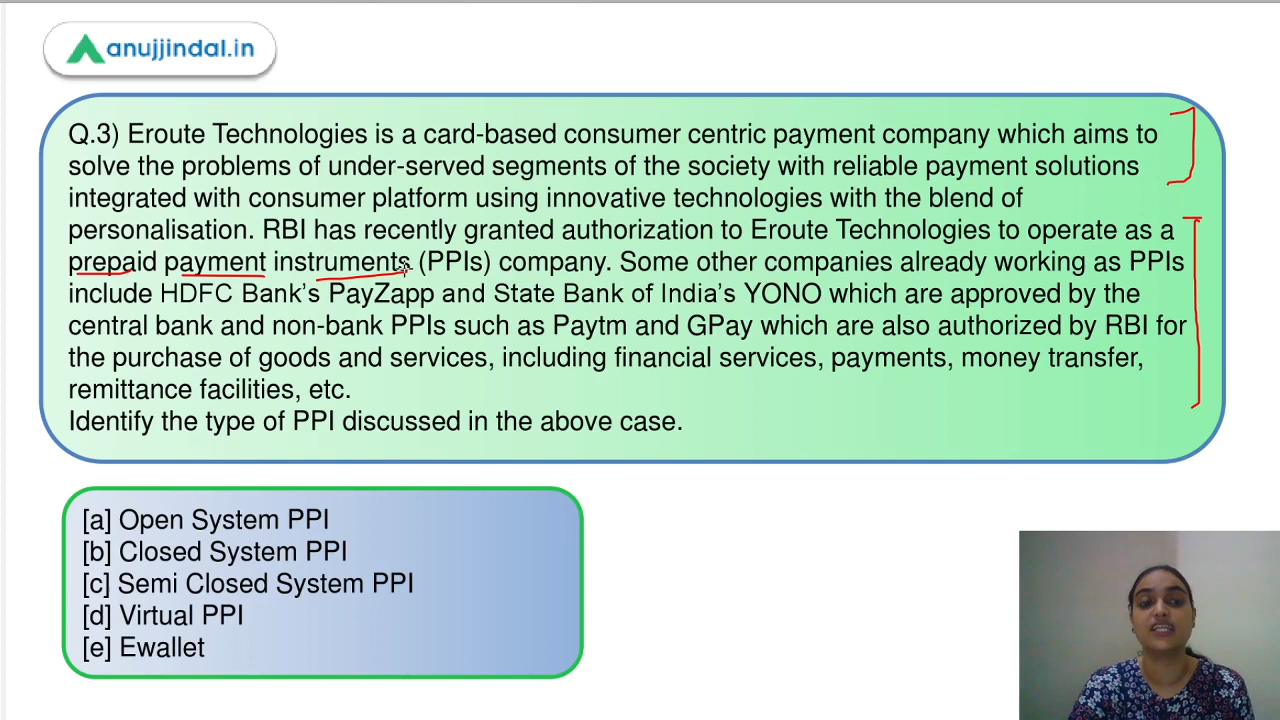 anujjindal.in
Q.3) Eroute Technologies is a card-based consumer centric payment company which aims to
solve the problems of under-served segments of the society with reliable payment solutions
integrated with consumer platform using innovative technologies with the blend of
personalisation. RBI has recently granted authorization to Eroute Technologies to operate as a
prepaid payment instruments (PPIs) company. Some other companies already working as PPIs
include HDFC Bank's PayZapp and State Bank of India's YONO which are approved by the
central bank and non-bank PPIs such as Paytm and GPay which are also authorized by RBI for
the purchase of goods and services, including financial services, payments, money transfer,
remittance facilities, etc.
Identify the type of PPI discussed in the above case.
[a] Open System PPI
[b] Closed System PPI
[c] Semi Closed System PPI
[d] Virtual PPI
[e] Ewallet